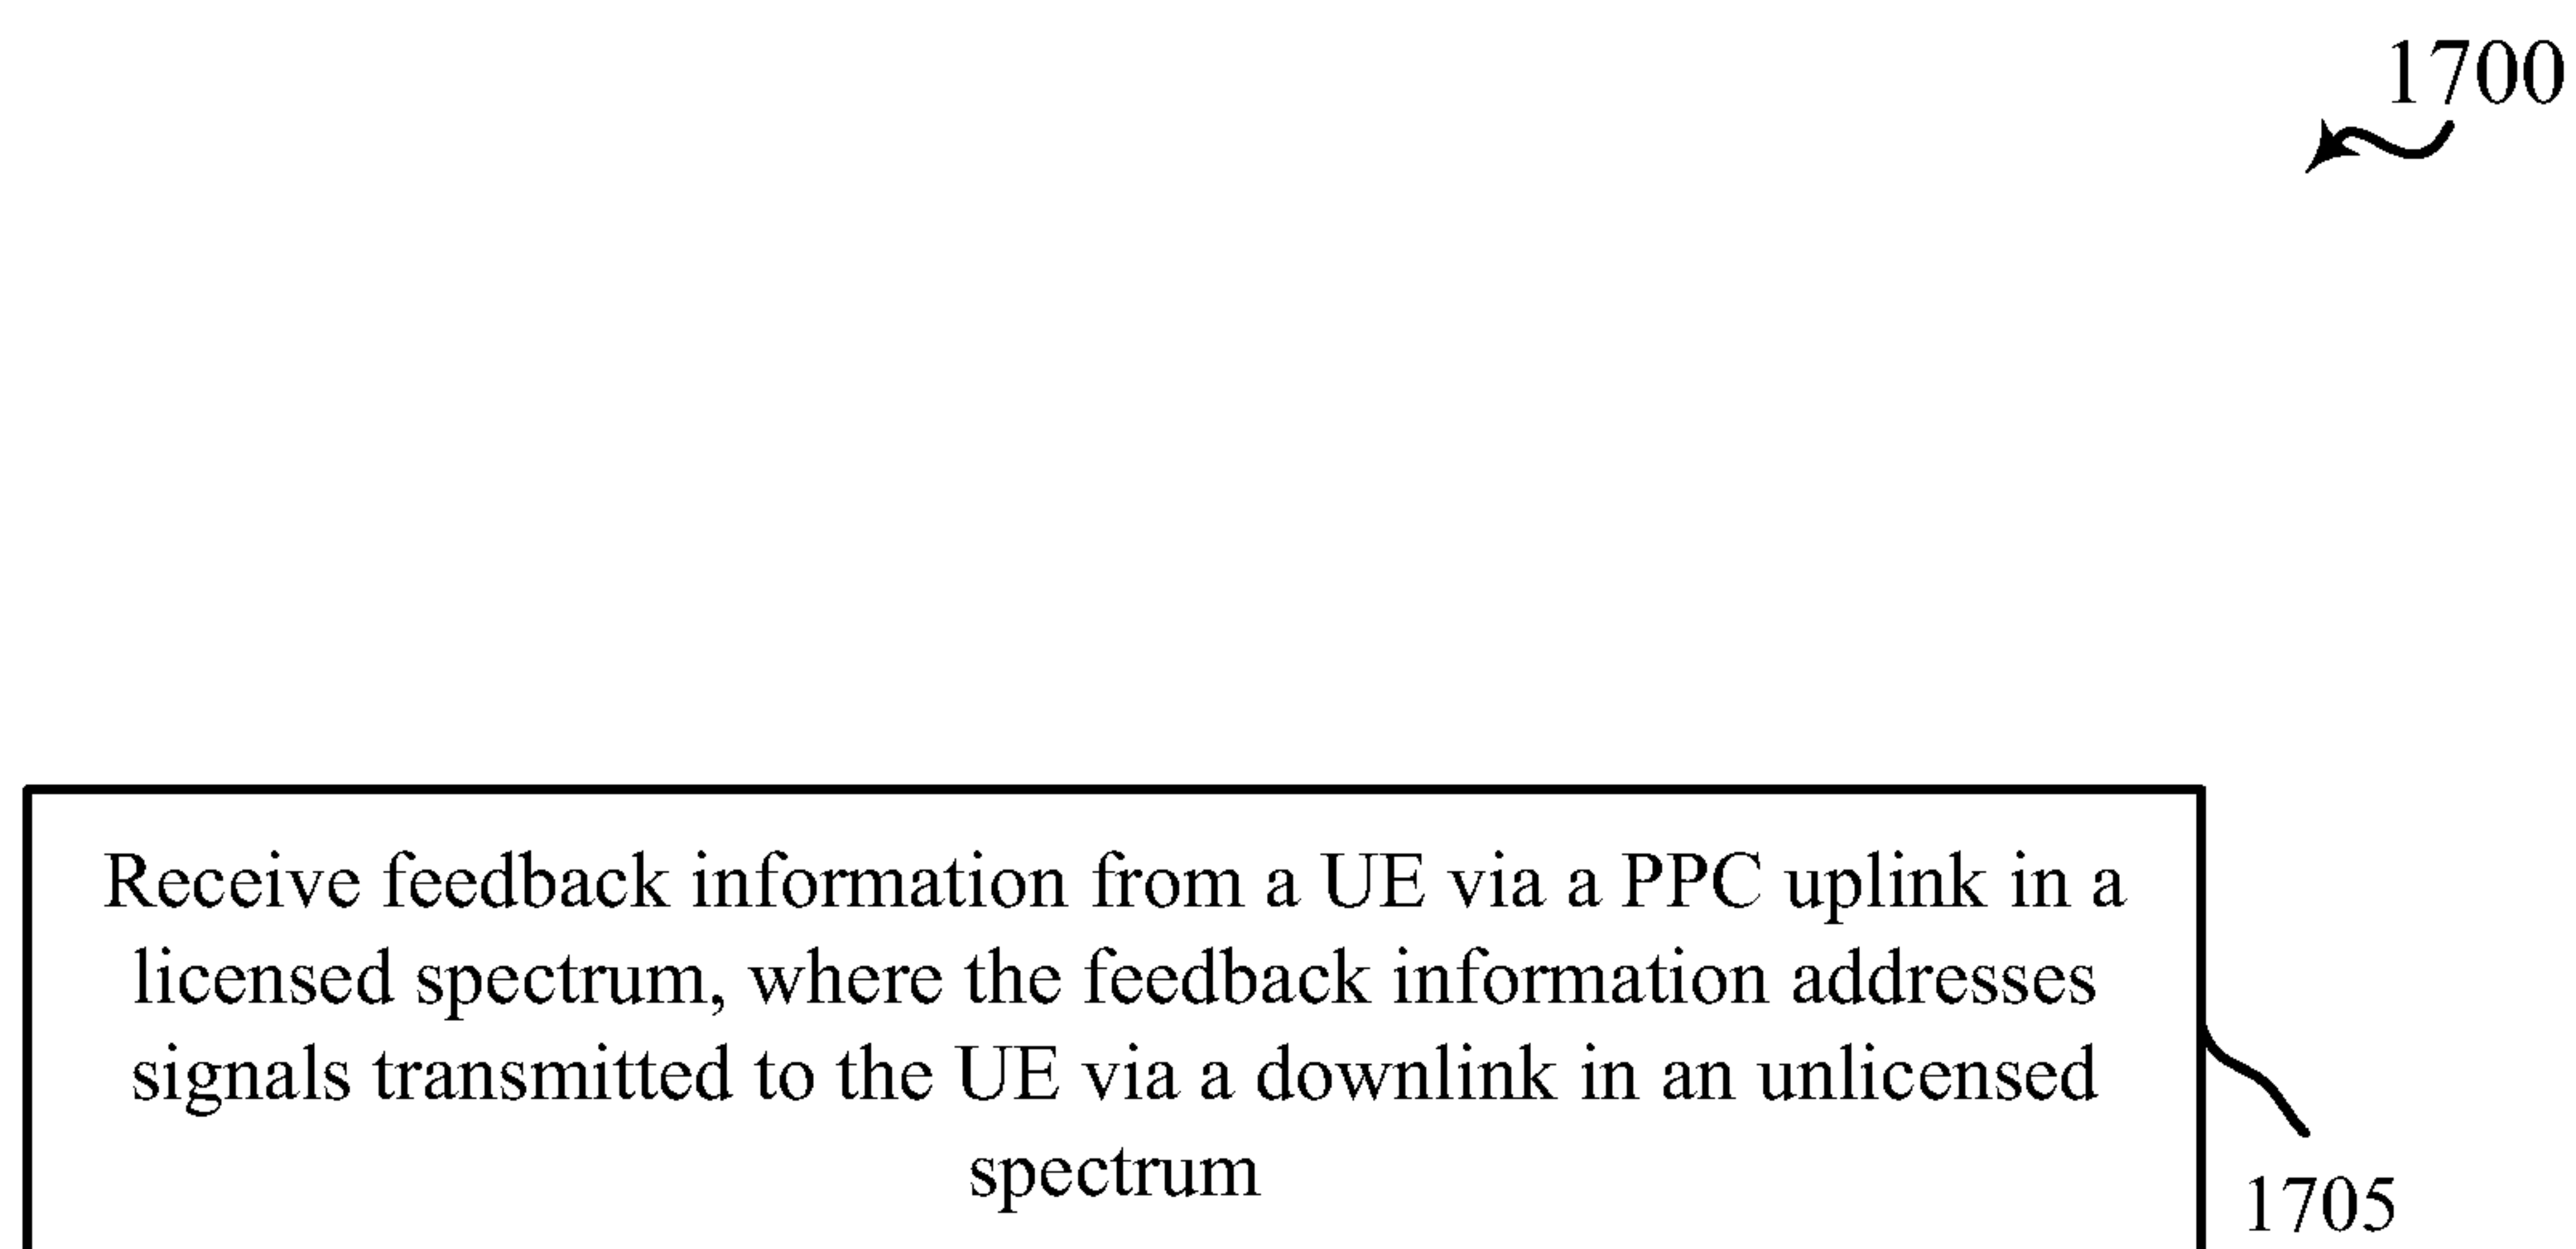 1700
Receive feedback information from a UE via a PPC uplink in a
licensed spectrum, where the feedback information addresses
signals transmitted to the UE via a downlink in an unlicensed
spectrum
1705